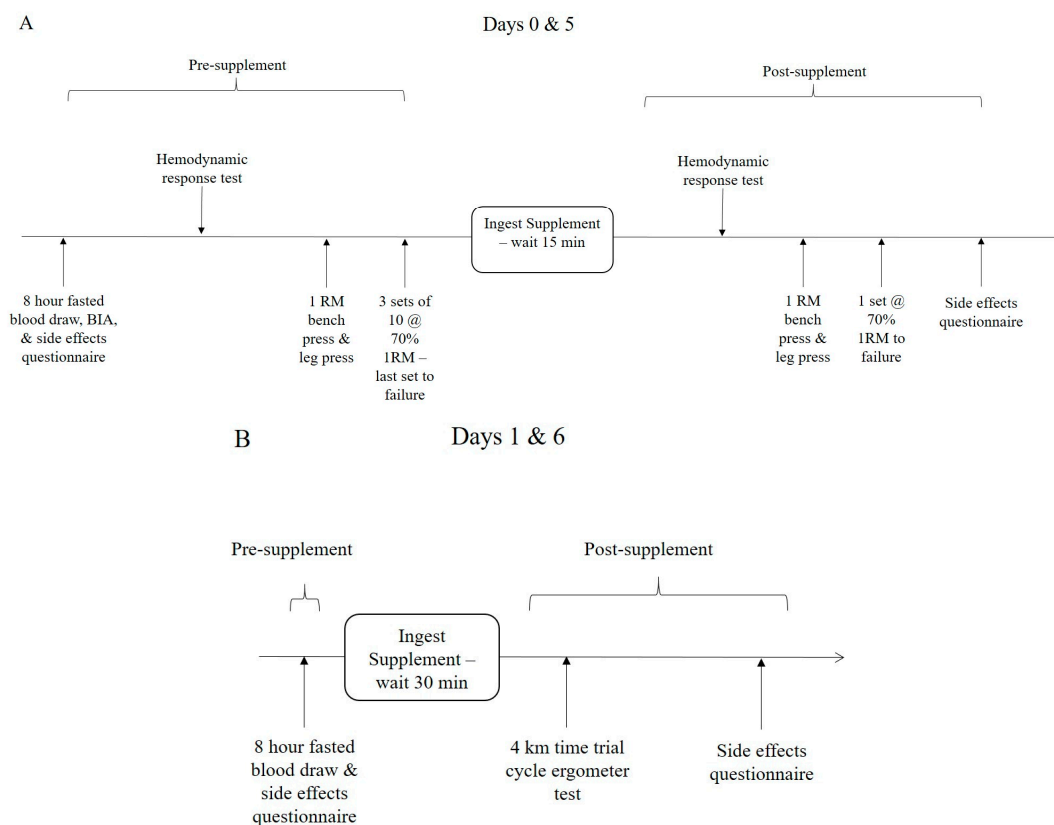 A
Days 0 & 5
Pre-supplement
Post-supplement
Hemodynamic
response test
Hemodynamic
response test
Ingest Supplement
– wait 15 min
8 hour fasted
blood draw, BIA,
& side effects
questionnaire
1 RM
bench
press &
leg press
3 sets of
10 @
70%
1RM –
last set to
failure
1 RM
bench
press &
leg press
1 set @
70%
1RM to
failure
Side effects
questionnaire
B
Days 1 & 6
Pre-supplement
Post-supplement
Ingest
Supplement –
wait 30 min
8 hour fasted
blood draw &
side effects
questionnaire
4 km time trial
cycle ergometer
test
Side effects
questionnaire